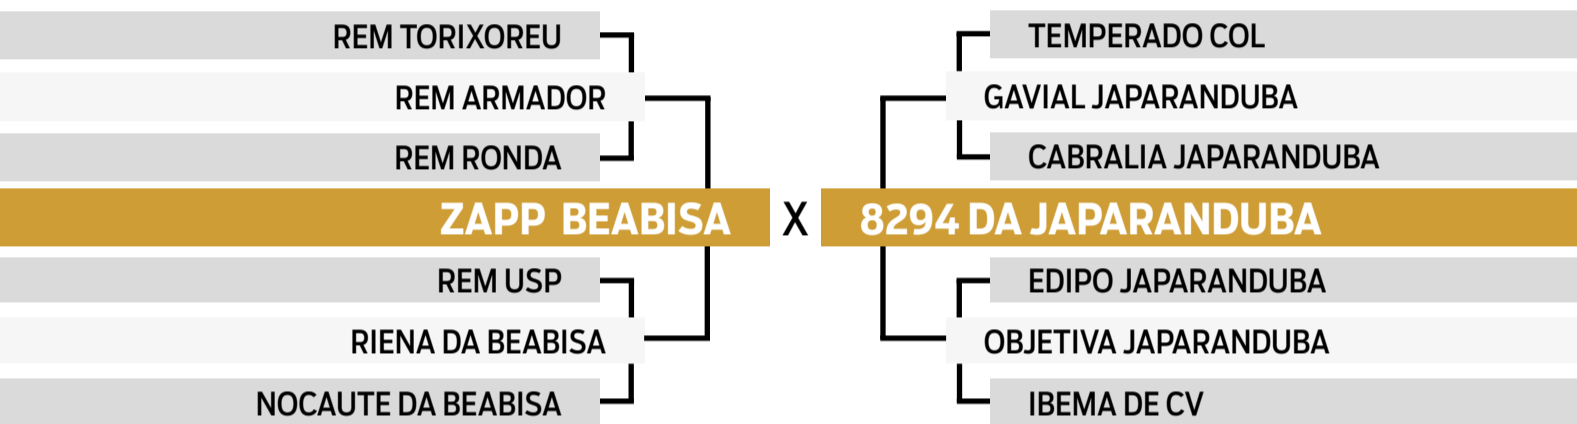 REM TORIXOREU
REM ARMADOR
REM RONDA
ZAPP BEABISA
REM USP
RIENA DA BEABISA
NOCAUTE DA BEABISA
X
TEMPERADO COL
GAVIAL JAPARANDUBA
CABRALIA JAPARANDUBA
8294 DA JAPARANDUBA
EDIPO JAPARANDUBA
OBJETIVA JAPARANDUBA
IBEMA DE CV